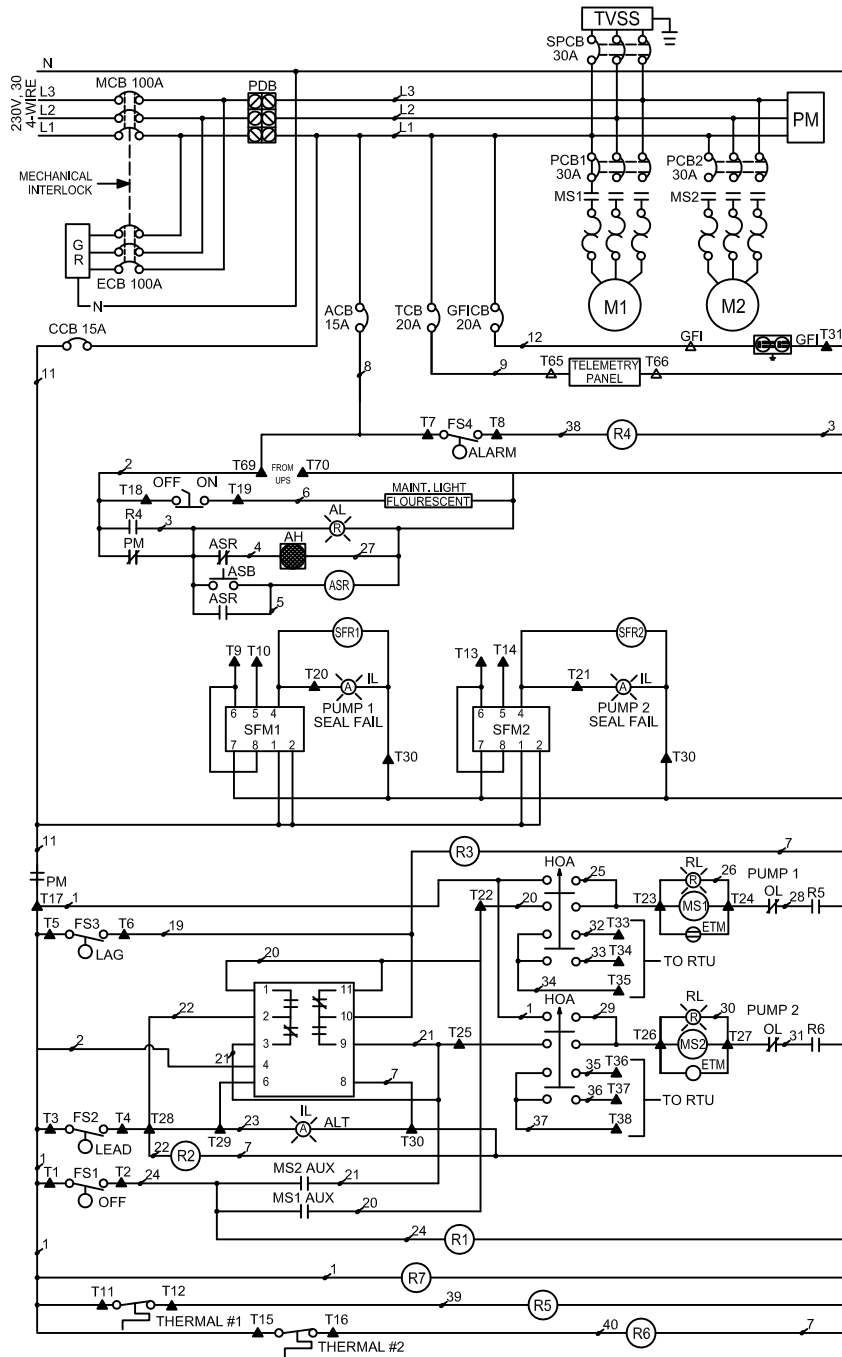 TVSS
SPCB
30A
N
MCB 100A
PDB
230V, 30
4-WIRE
L3
L3
L2
L2
L1
L1
PM
MECHANICAL
INTERLOCK
PCB1
30A
PCB2
30A
MS1
MS2
G
R
ECB 100A
M1
M2
N
ACB
15A
TCB
20A
GFICB
20A
CCB 15A
12
GFI
GFI
T31
11
8
9
T65
TELEMETRY
PANEL
T66
T7
FS4
T8
38
R4
3
ALARM
2
T69
FROM
UPS
T70
OFF
ON
T18
T19
6
MAINT. LIGHT
FLOURESCENT
R4
3
AL
R
PM
ASR
4
AH
27
ASB
ASR
ASR
5
SFR1
SFR2
T9
T10
T13
T14
T20
IL
A
T21
IL
A
PUMP 1
SEAL FAIL
PUMP 2
SEAL FAIL
6 5 4
SFM1
7 8 1 2
6 5 4
SFM2
7 8 1 2
T30
T30
11
R3
7
PM
HOA
25
RL
R
26
PUMP 1
T17
1
T22
20
T23
MS1
T24
OL
28
R5
T5
FS3
T6
19
ETM
LAG
32
T33
33
T34
TO RTU
34
T35
20
1
11
HOA
RL
R
22
2
10
1
29
30
PUMP 2
2
21
3
9
21
T25
T26
MS2
T27
OL
31
R6
4
ETM
6
8
7
35
T36
36
T37
TO RTU
37
T38
T3
FS2
T4
T28
T29
23
IL
A
ALT
T30
LEAD
22
R2
7
1
T1
FS1
T2
24
MS2 AUX
21
OFF
MS1 AUX
20
24
R1
1
1
R7
T11
T12
39
R5
THERMAL #1
T15
T16
40
R6
7
THERMAL #2